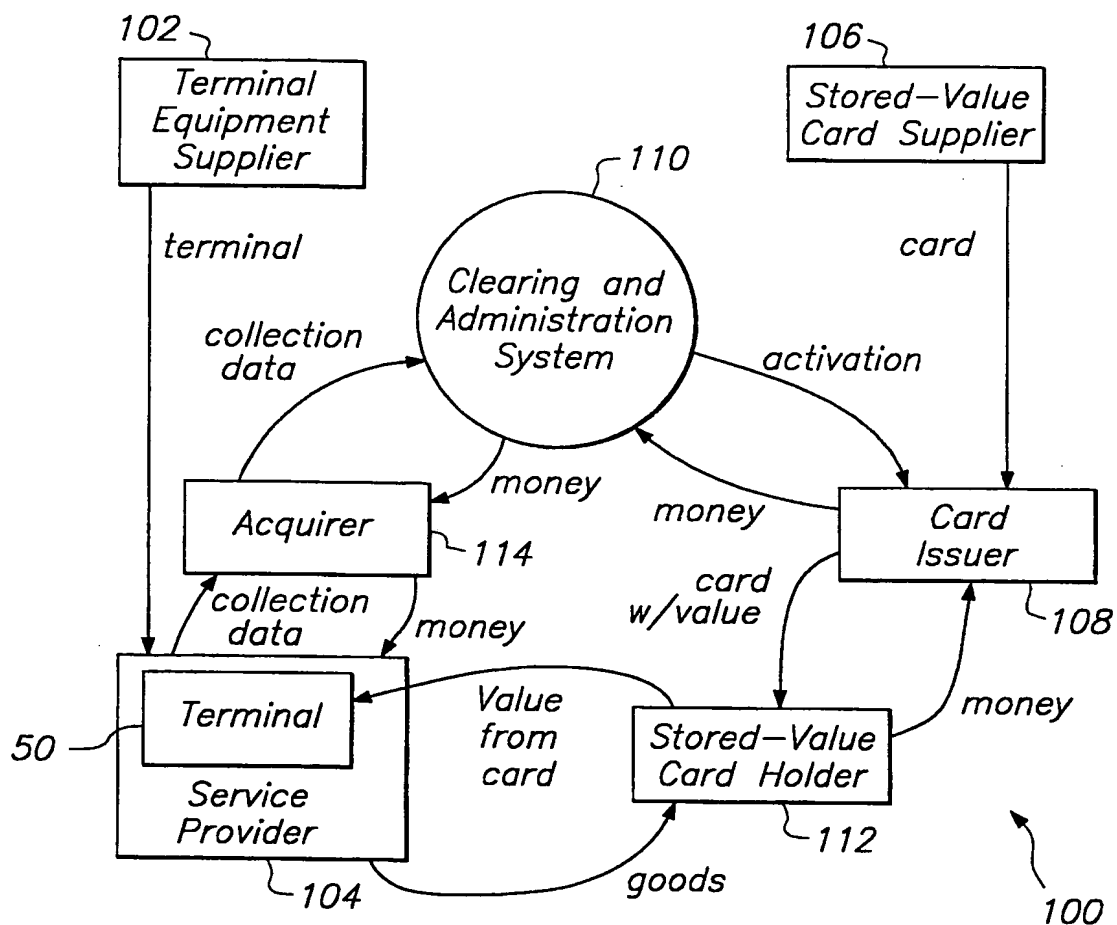 102
Terminal
Equipment
Supplier
106
Stored-Value
Card Supplier
110
terminal
card
Clearing and
Administration
System
collection
data
activation
money
money
Acquirer
114
Card
Issuer
108
collection
data
money
card
w/value
money
Terminal
50
Value
from
card
Stored-Value
Card Holder
112
Service
Provider
104
goods
100